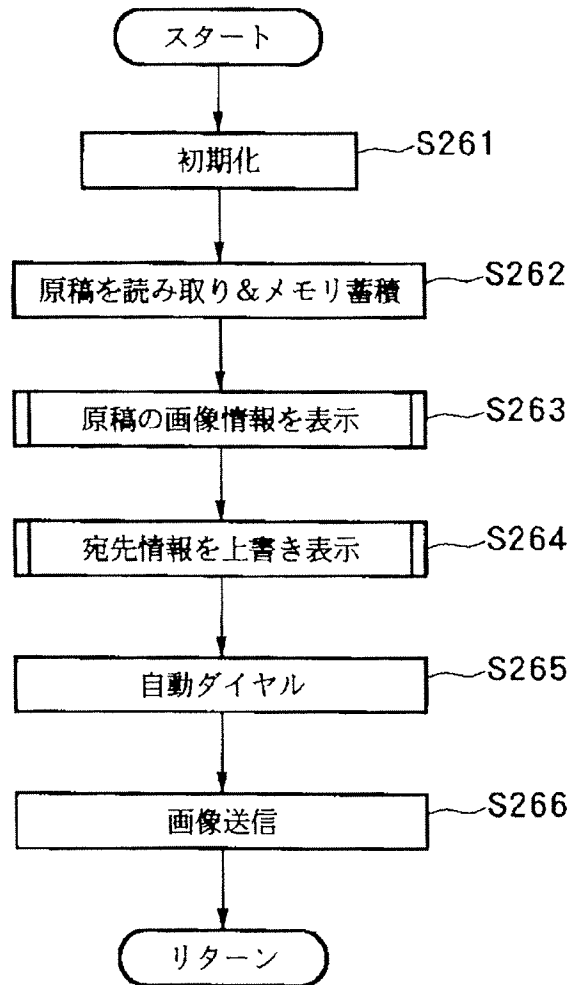 スタート
初期化
S261
原稿を読み取り&メモリ蓄積
S262
原稿の画像情報を表示
S263
宛先情報を上書き表示
S264
自動ダイヤル
S265
画像送信
S266
リターン